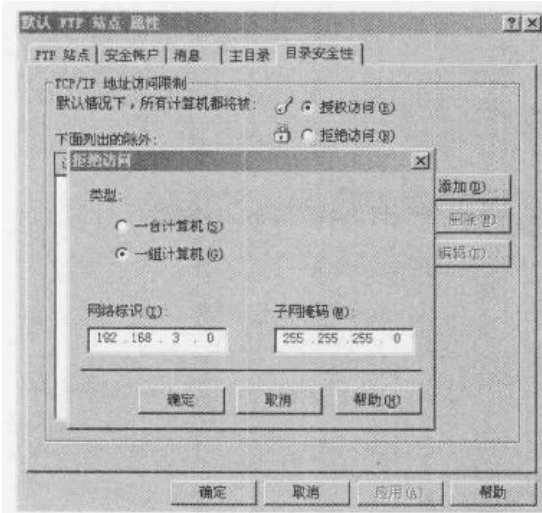 默认 FTP 站点 属性
FTP 站点 安全帐户 消息 主目录 目录安全性
TCP/IP 地址访问限制
默认情况下，所有计算机都将被：
授权访问(R)
拒绝访问(N)
下面列出的除外：
拒绝访问
类型：
一台计算机(S)
一组计算机(G)
网络标识(I)：
子网掩码(M)：
192 .168 . 3 . 0
255 .255 .255 . 0
确定 取消 帮助(H)
添加(D)...
删除(M)
编辑(T)...
确定 取消 应用(A) 帮助